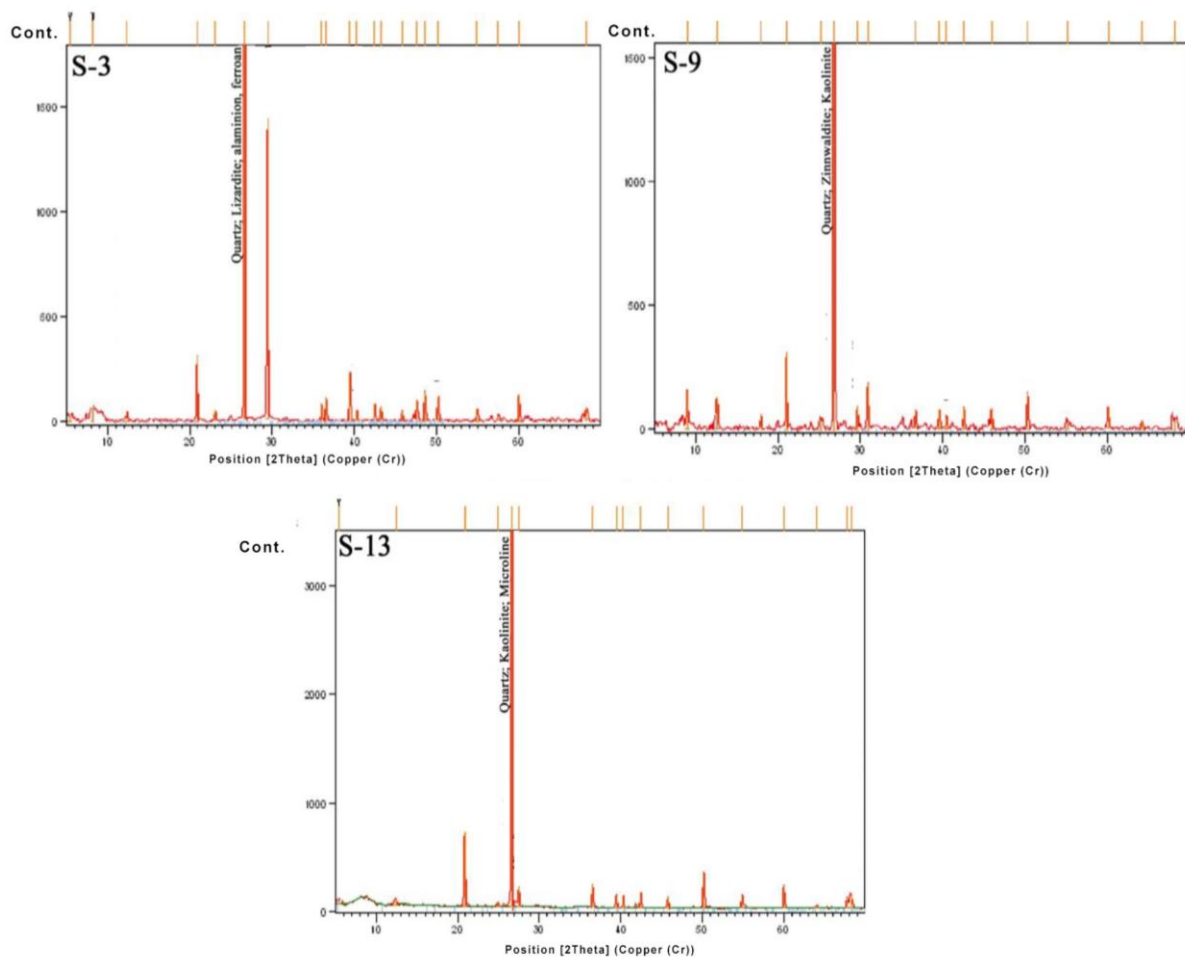 Cont.
S-3
Quartz; Lizardite; alaminion, ferroan
1500
1000
500
0
10 20 30 40 50 60
Position [2Theta] (Copper (Cr))
Cont.
S-9
Quartz; Zinnwaldite; Kaolinite
1500
1000
500
0
10 20 30 40 50 60
Position [2Theta] (Copper (Cr))
Cont.
S-13
Quartz; Kaolinite; Microline
3000
2000
1000
0
10 20 30 40 50 60
Position [2Theta] (Copper (Cr))